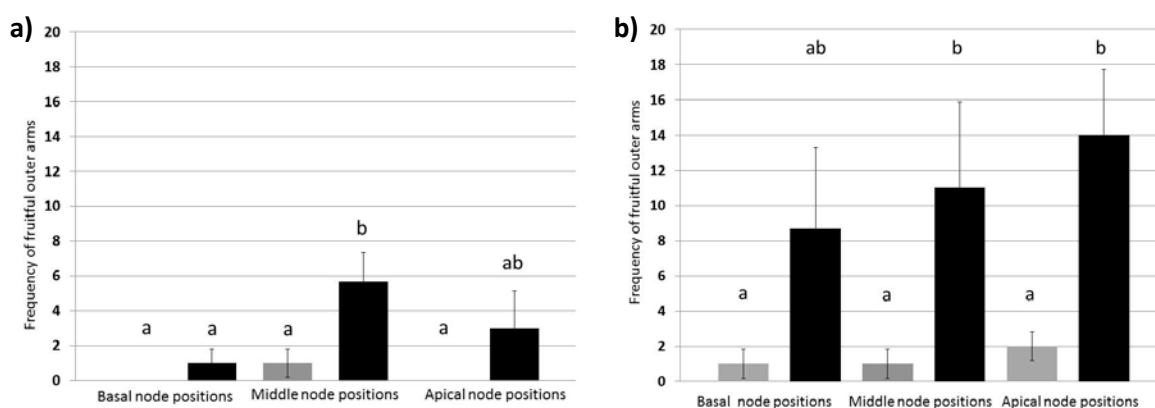 a)
Frequency of fruitful outer arms
20
18
16
14
12
10
8
6
4
2
0
a
a
a
b
a
ab
Basal node positions
Middle node positions
Apical node positions
b)
Frequency of fruitful outer arms
20
18
16
14
12
10
8
6
4
2
0
a
ab
a
b
a
b
Basal node positions
Middle node positions
Apical node positions